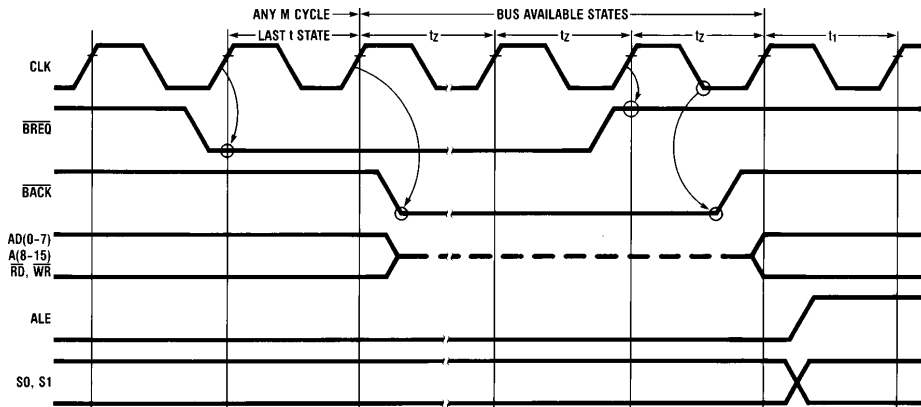 ANY M CYCLE BUS AVAILABLE STATES
LAST t STATE tZ tZ tZ t1
CLK
BREQ
BACK
AD(0-7)
A(8-15)
RD, WR
ALE
S0, S1